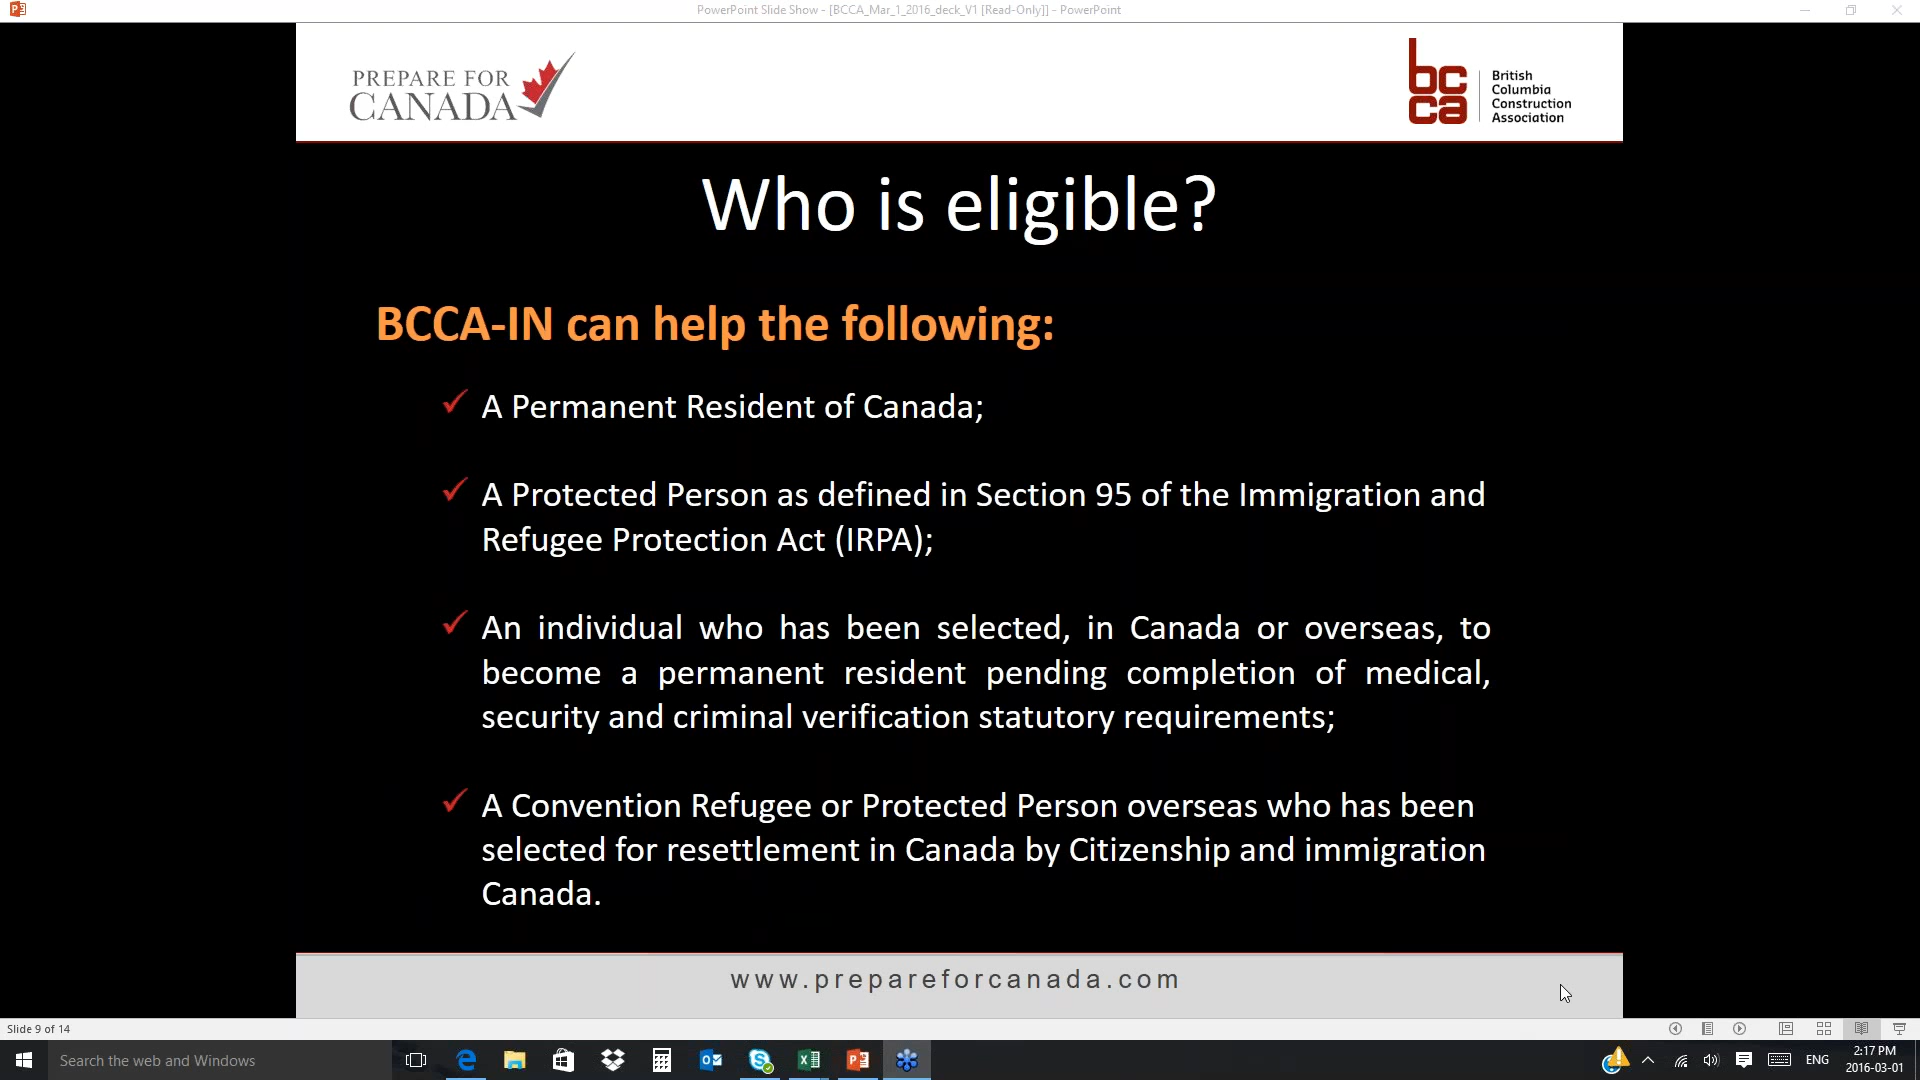 PowerPoint Slide Show - [BCCA_Mar_1_2016_deck_V1 [Read-Only]] - PowerPoint
PREPARE FOR
CANADA
bc
ca
British
Columbia
Construction
Association
Who is eligible?
BCCA-IN can help the following:
A Permanent Resident of Canada;
A Protected Person as defined in Section 95 of the Immigration and
Refugee Protection Act (IRPA);
An individual who has been selected, in Canada or overseas, to
become a permanent resident pending completion of medical,
security and criminal verification statutory requirements;
A Convention Refugee or Protected Person overseas who has been
selected for resettlement in Canada by Citizenship and immigration
Canada.
www.prepareforcanada.com
Slide 9 of 14
Search the web and Windows
ENG
2:17 PM
2016-03-01